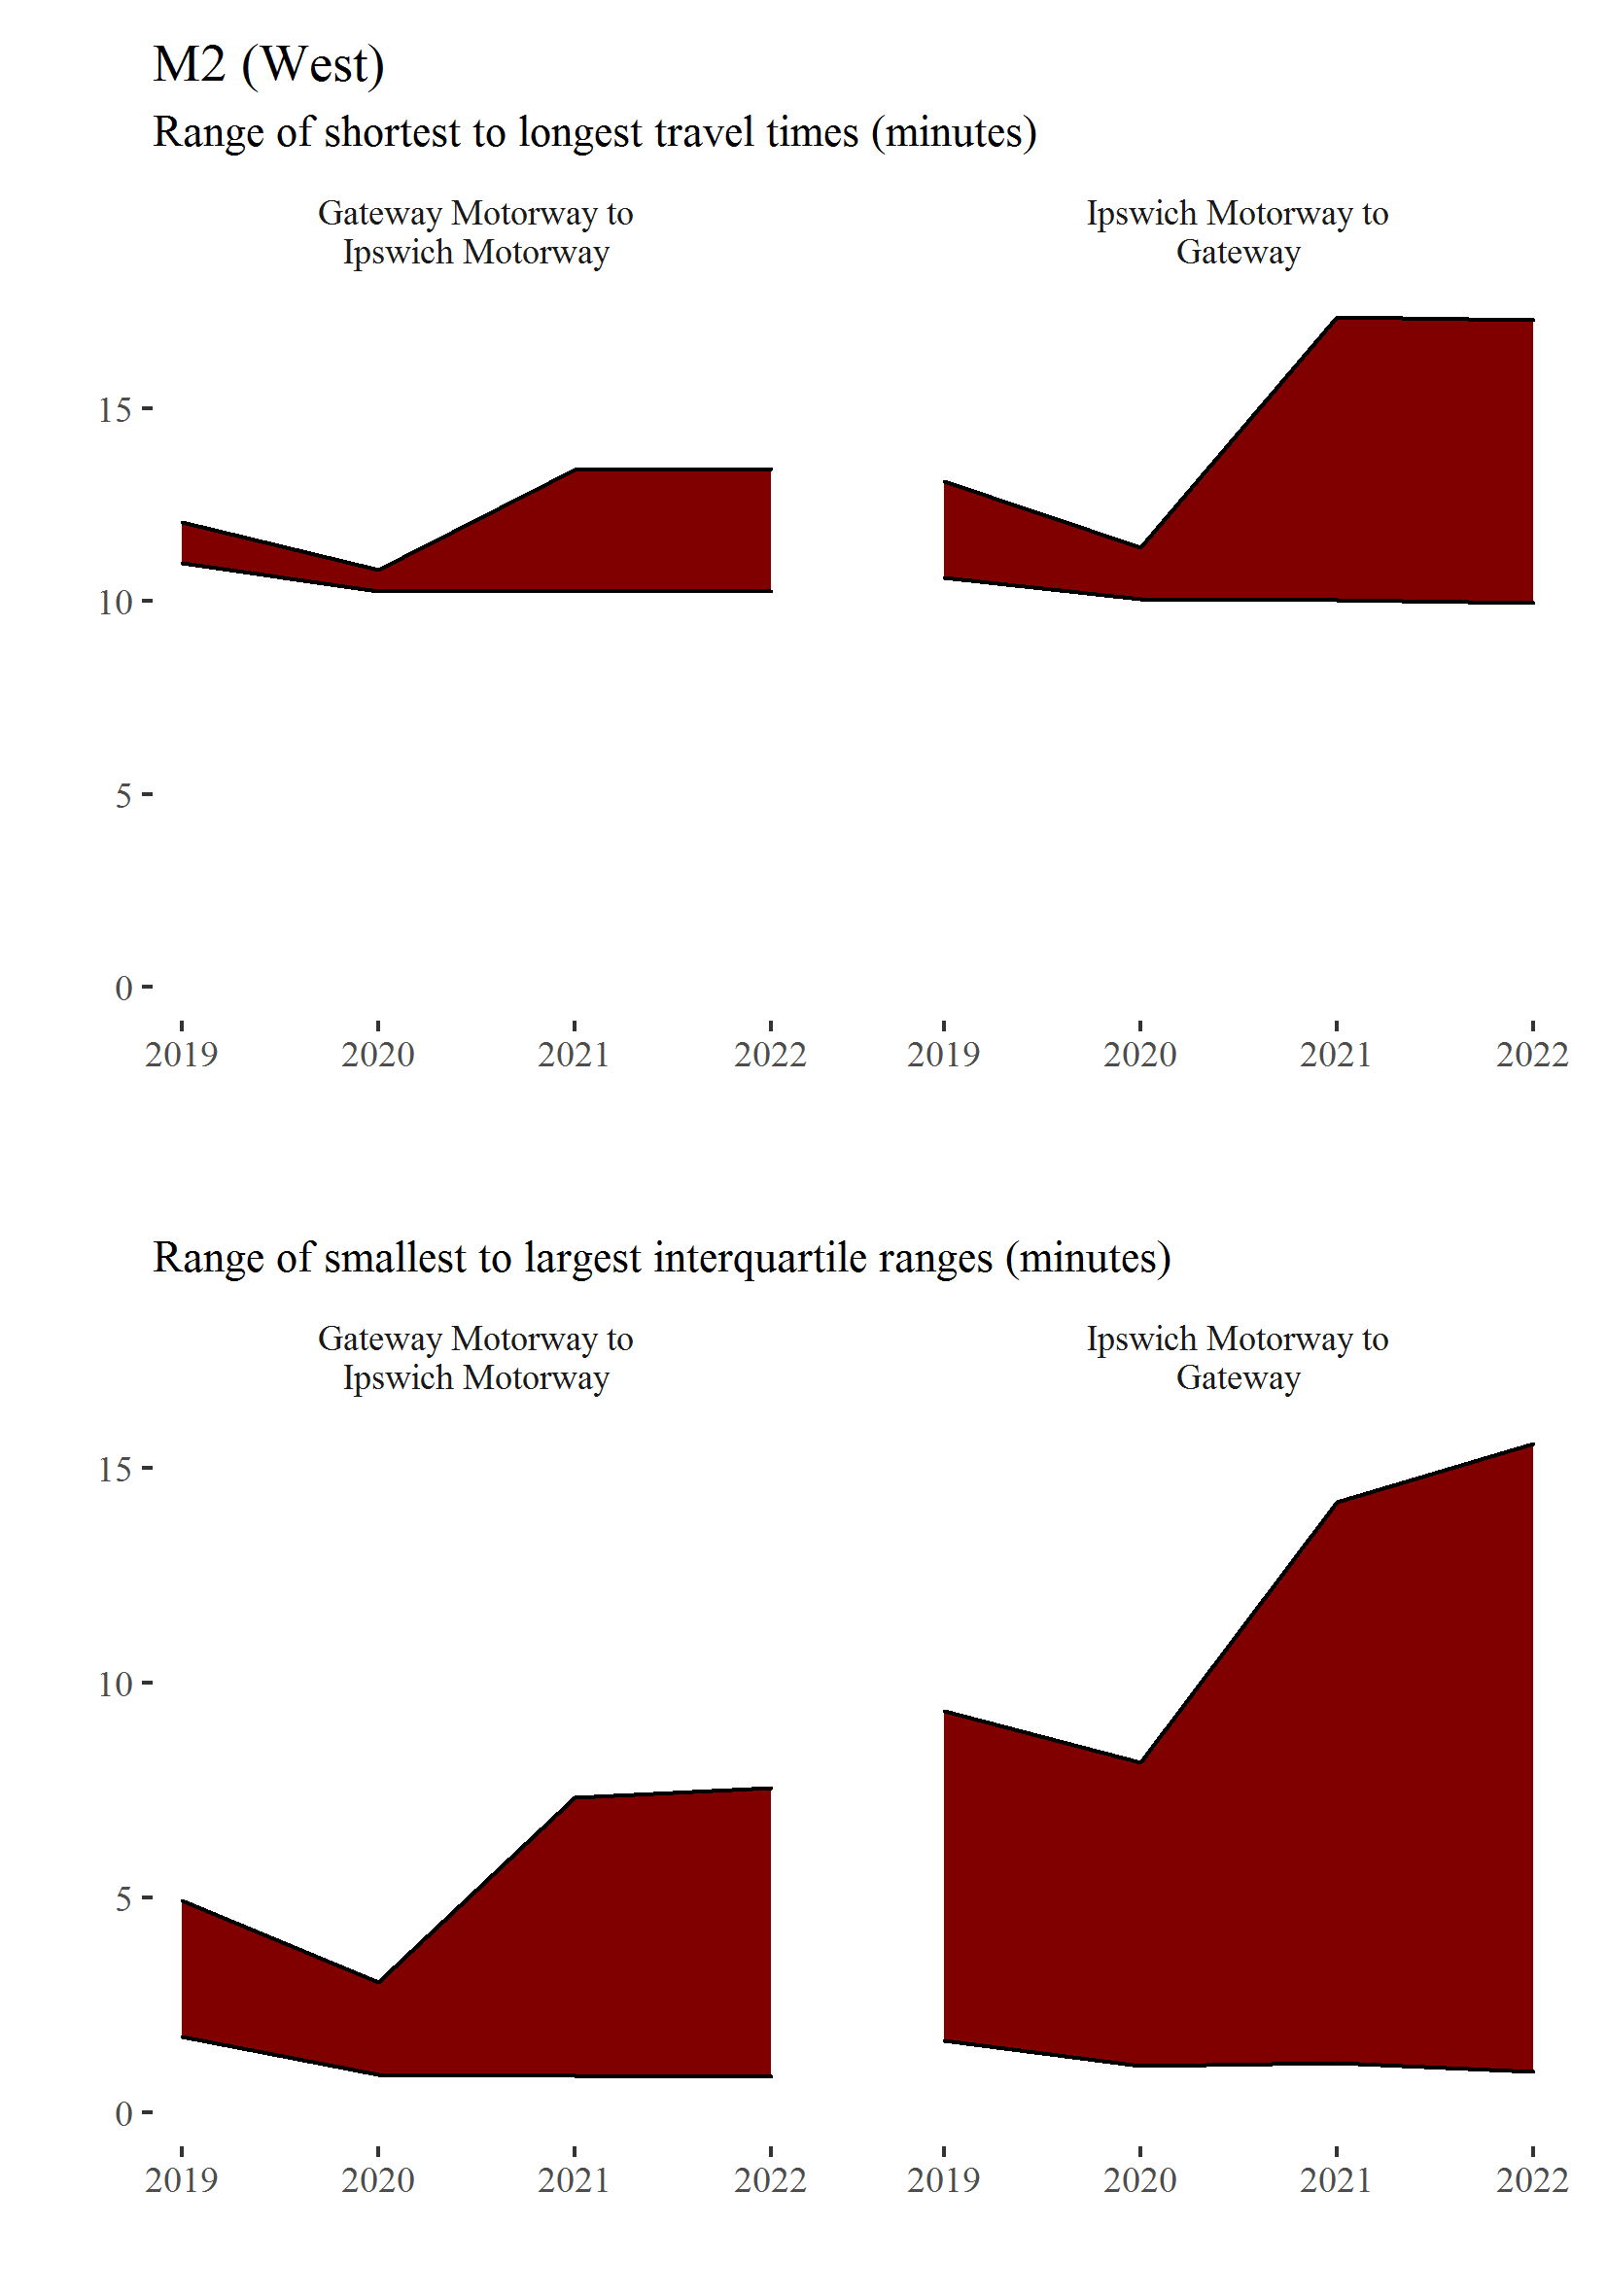 M2 (West)
Range of shortest to longest travel times (minutes)
Gateway Motorway to
Ipswich Motorway
Ipswich Motorway to
Gateway
15
10
5
0
2019 2020 2021 2022 2019 2020 2021 2022
Range of smallest to largest interquartile ranges (minutes)
Gateway Motorway to
Ipswich Motorway
Ipswich Motorway to
Gateway
15
10
5
0
2019 2020 2021 2022 2019 2020 2021 2022